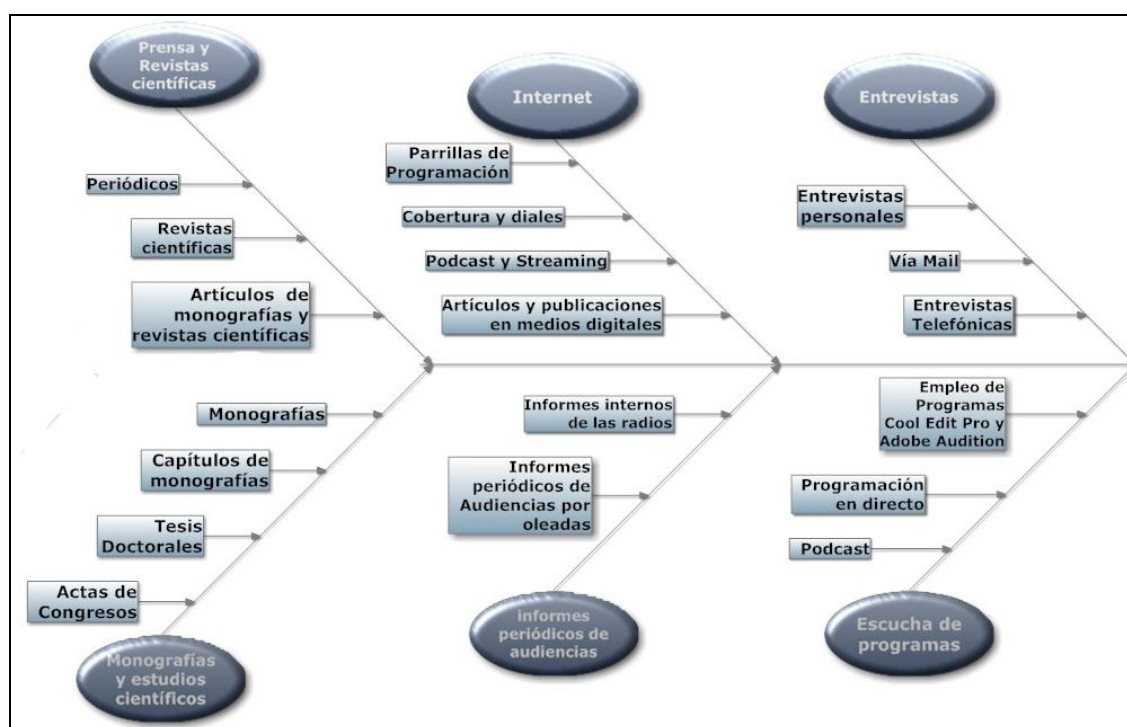 Prensa y
Revistas
científicas
Internet
Entrevistas
Parrillas de
Programación
Periódicos
Cobertura y diales
Entrevistas
personales
Revistas
científicas
Podcast y Streaming
Vía Mail
Artículos de
monografías y
revistas científicas
Artículos y publicaciones
en medios digitales
Entrevistas
Telefónicas
Monografías
Informes internos
de las radios
Empleo de
Programas
Cool Edit Pro y
Adobe Audition
Capítulos de
monografías
Informes
periódicos de
Audiencias por
oleadas
Programación
en directo
Tesis
Doctorales
Podcast
Actas de
Congresos
Monografías
y estudios
científicos
informes
periódicos de
audiencias
Escucha de
programas